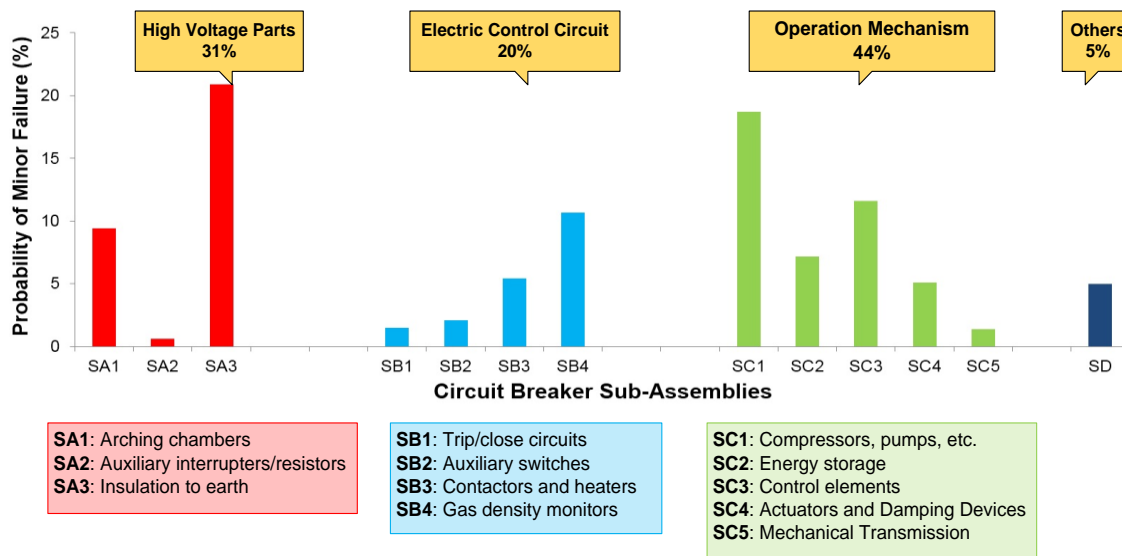 High Voltage Parts
31%
Electric Control Circuit
20%
Operation Mechanism
44%
Others
5%
Probability of Minor Failure (%)
25
20
15
10
5
0
SA1 SA2 SA3 SB1 SB2 SB3 SB4 SC1 SC2 SC3 SC4 SC5 SD
Circuit Breaker Sub-Assemblies
SA1: Arching chambers
SA2: Auxiliary interrupters/resistors
SA3: Insulation to earth
SB1: Trip/close circuits
SB2: Auxiliary switches
SB3: Contactors and heaters
SB4: Gas density monitors
SC1: Compressors, pumps, etc.
SC2: Energy storage
SC3: Control elements
SC4: Actuators and Damping Devices
SC5: Mechanical Transmission